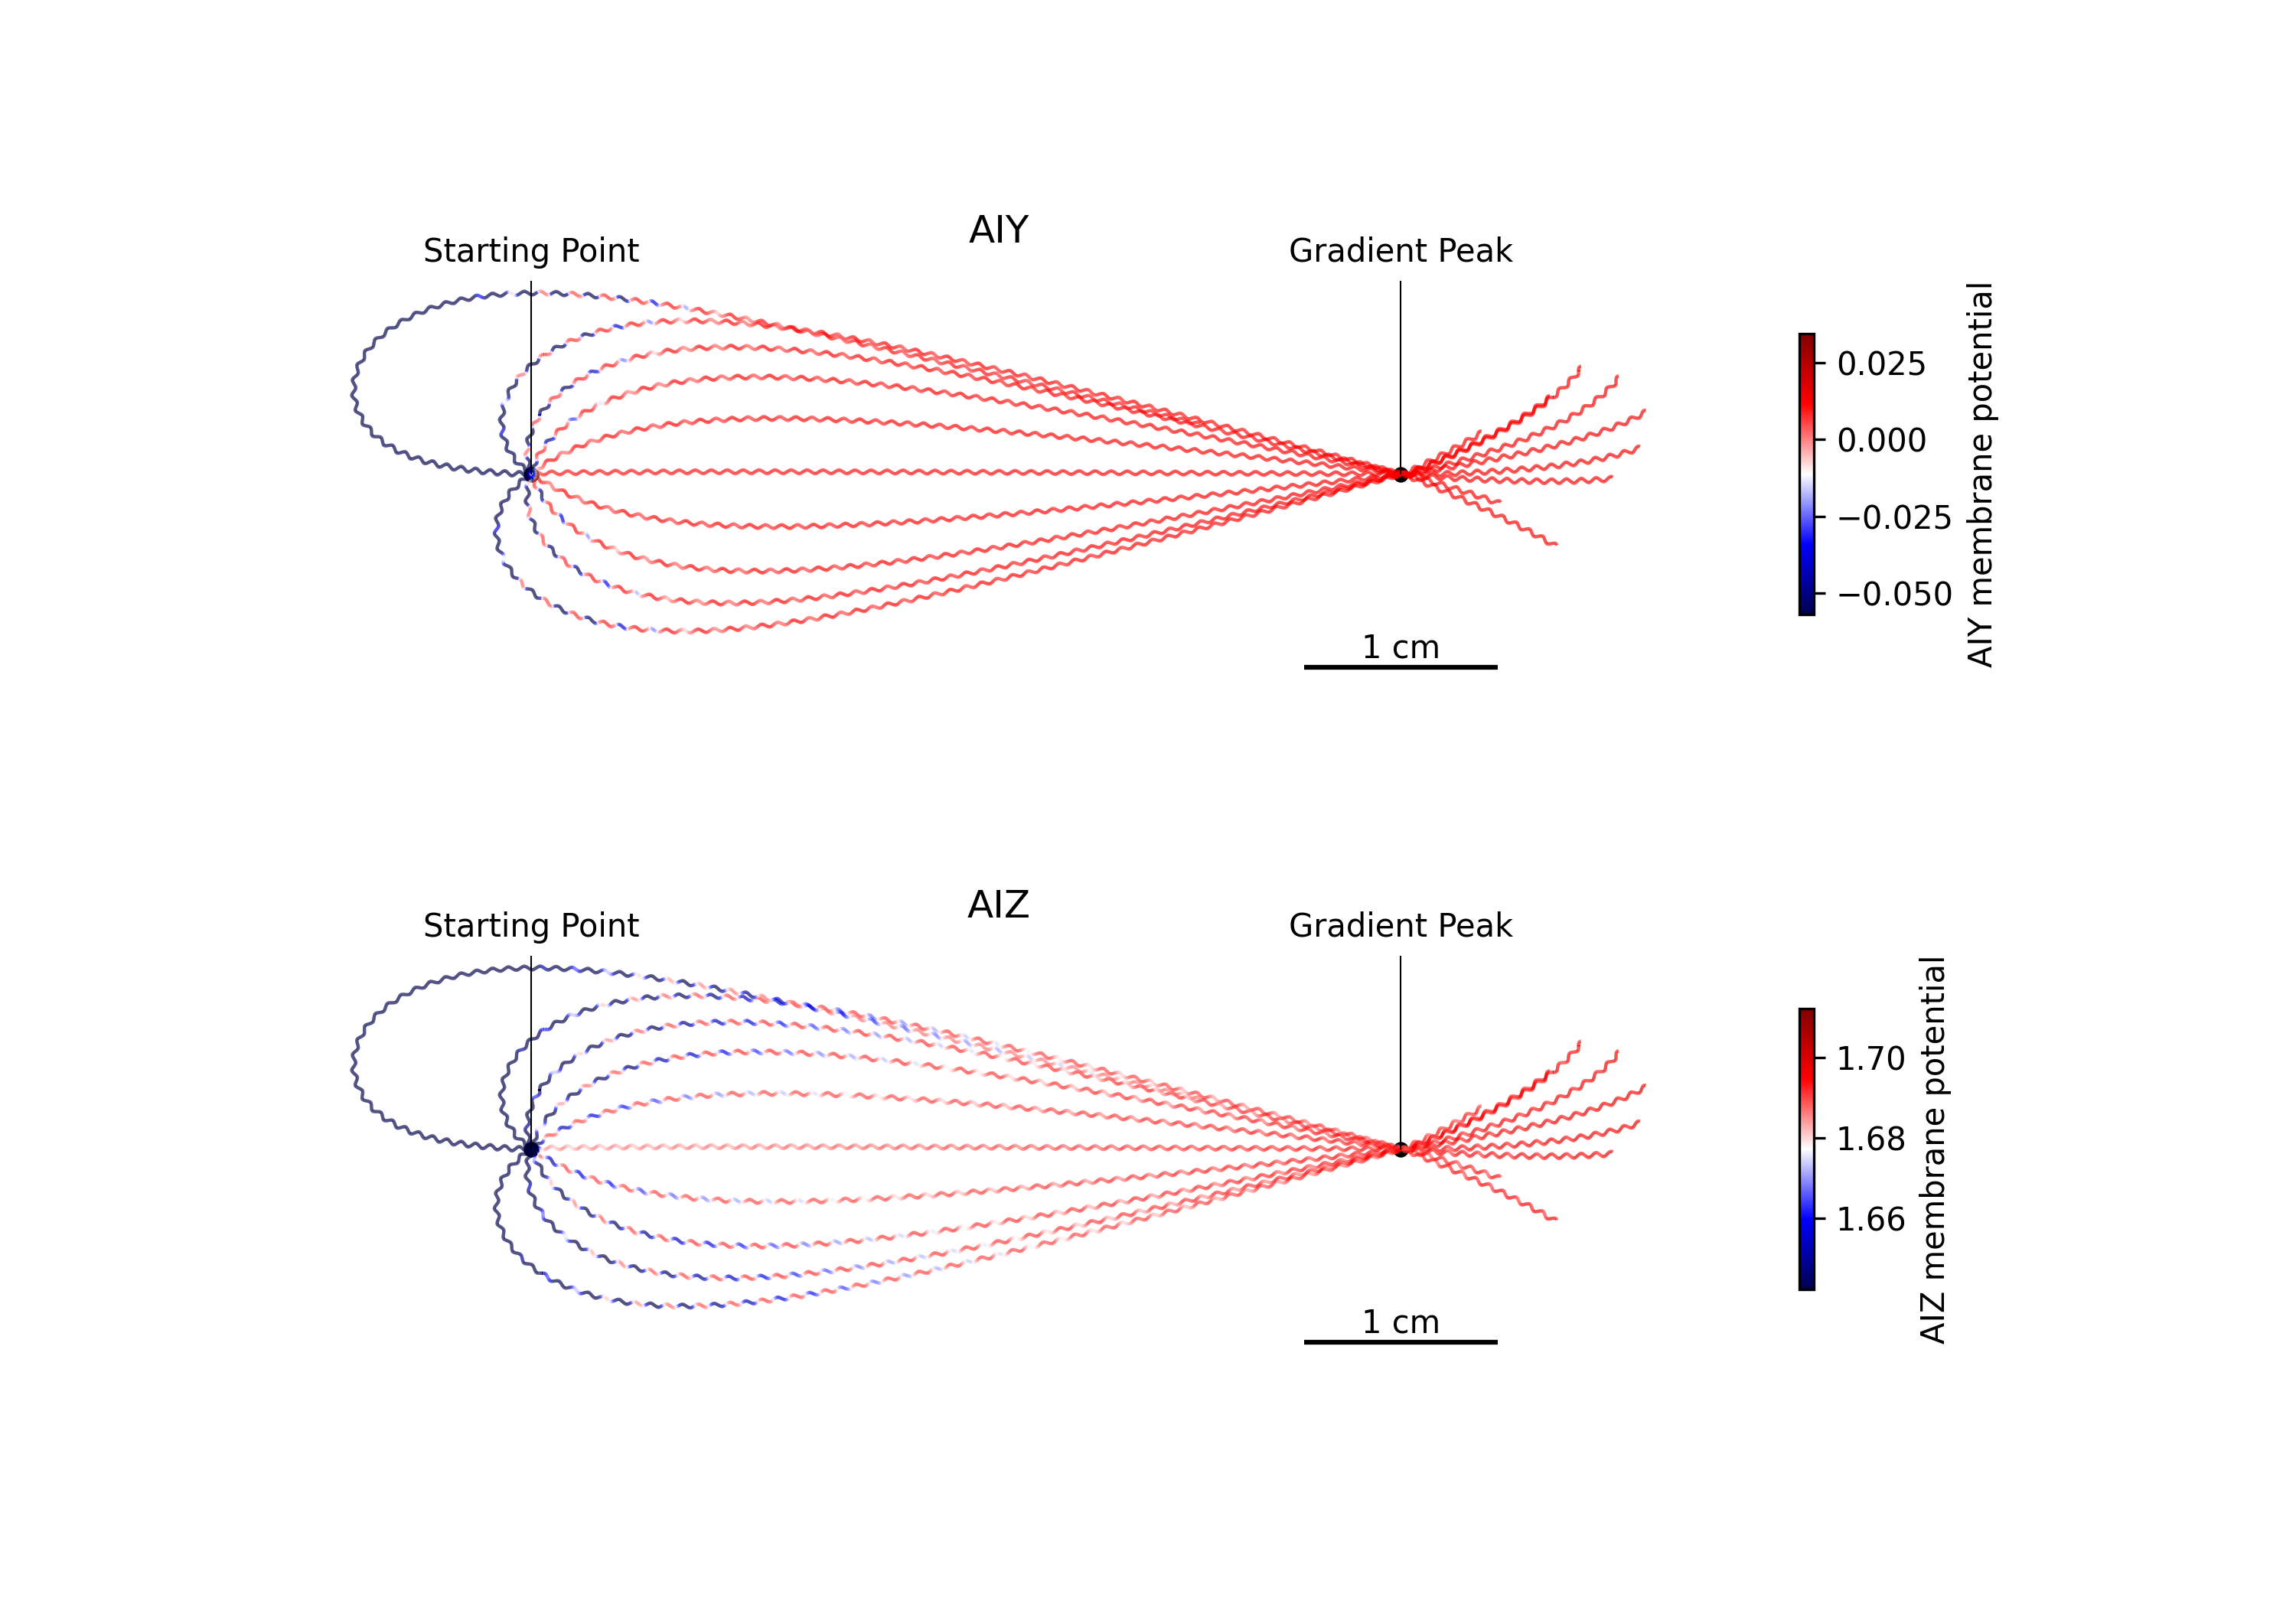 AIY
Starting Point
Gradient Peak
1 cm
0.025
0.000
−0.025
−0.050
AIY membrane potential
AIZ
Starting Point
Gradient Peak
1 cm
1.70
1.68
1.66
AIZ membrane potential